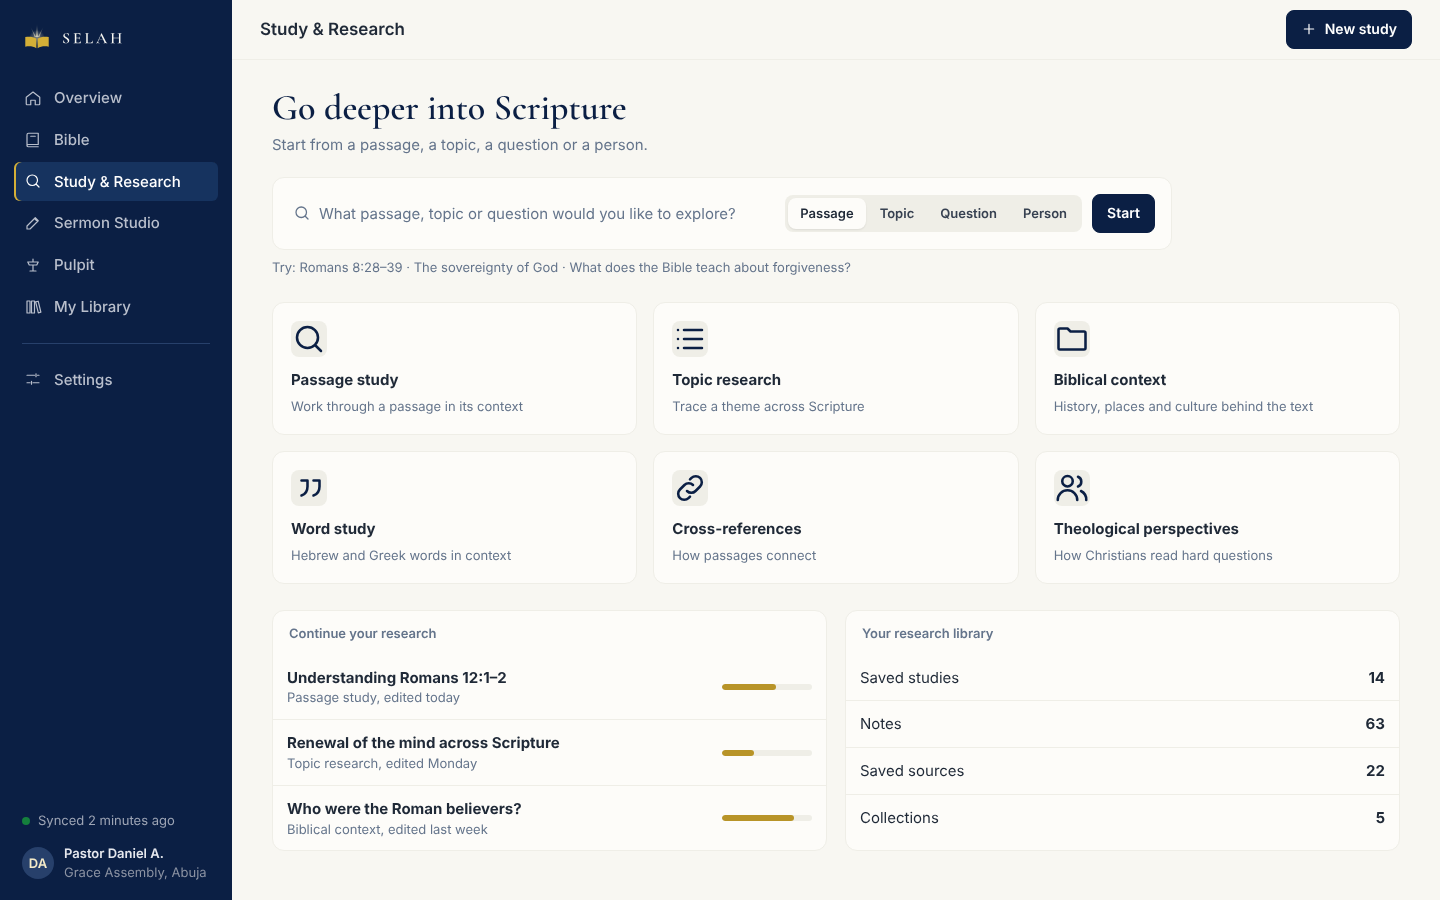 SELAH
Overview
Bible
Study & Research
Sermon Studio
Pulpit
My Library
Settings
Synced 2 minutes ago
DA
Pastor Daniel A.
Grace Assembly, Abuja
Study & Research
New study
Go deeper into Scripture
Start from a passage, a topic, a question or a person.
What passage, topic or question would you like to explore?
Passage
Topic
Question
Person
Start
Try: Romans 8:28–39 · The sovereignty of God · What does the Bible teach about forgiveness?
Passage study
Work through a passage in its context
Topic research
Trace a theme across Scripture
Biblical context
History, places and culture behind the text
Word study
Hebrew and Greek words in context
Cross-references
How passages connect
Theological perspectives
How Christians read hard questions
Continue your research
Understanding Romans 12:1–2
Passage study, edited today
Renewal of the mind across Scripture
Topic research, edited Monday
Who were the Roman believers?
Biblical context, edited last week
Your research library
Saved studies 14
Notes 63
Saved sources 22
Collections 5